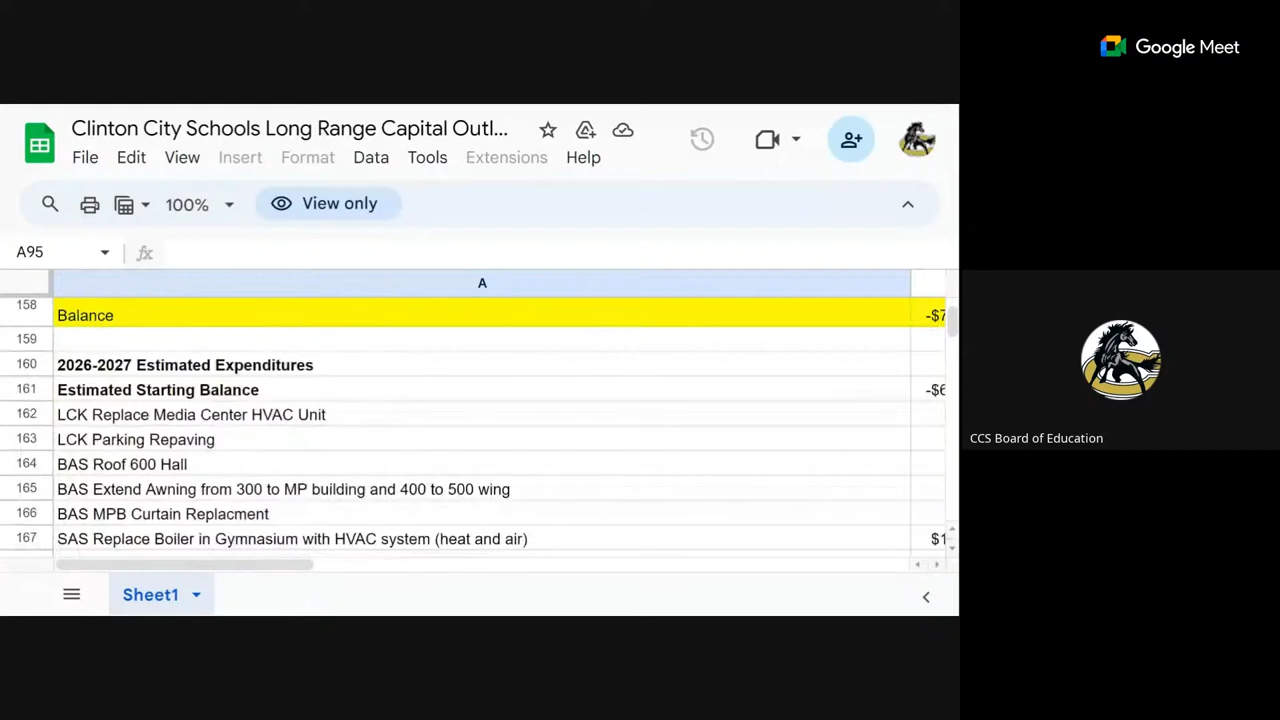 Google Meet
Clinton City Schools Long Range Capital Outl...
File Edit View Insert Format Data Tools Extensions Help
100% View only
A95 fx
A
158 Balance -$7
159
160 2026-2027 Estimated Expenditures
161 Estimated Starting Balance -$6
162 LCK Replace Media Center HVAC Unit
163 LCK Parking Repaving
164 BAS Roof 600 Hall
165 BAS Extend Awning from 300 to MP building and 400 to 500 wing
166 BAS MPB Curtain Replacment
167 SAS Replace Boiler in Gymnasium with HVAC system (heat and air) $1
Sheet1
CCS Board of Education